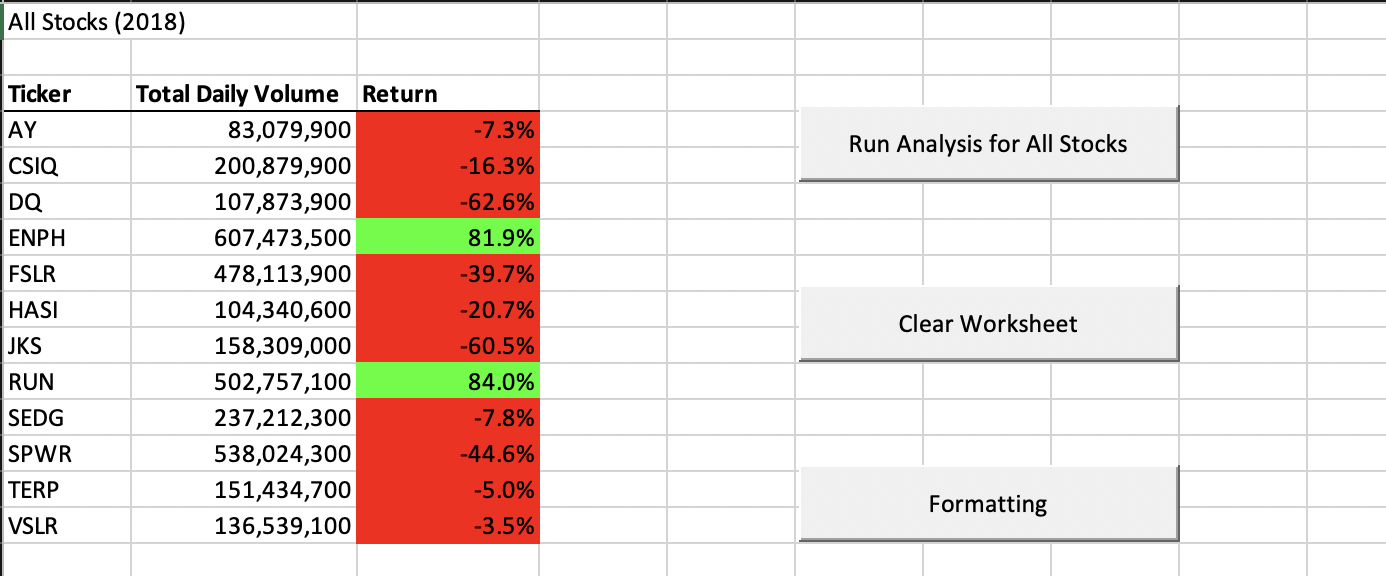 All Stocks (2018)
Ticker Total Daily Volume Return
AY 83,079,900 -7.3%
CSIQ 200,879,900 -16.3%
DQ 107,873,900 -62.6%
ENPH 607,473,500 81.9%
FSLR 478,113,900 -39.7%
HASI 104,340,600 -20.7%
JKS 158,309,000 -60.5%
RUN 502,757,100 84.0%
SEDG 237,212,300 -7.8%
SPWR 538,024,300 -44.6%
TERP 151,434,700 -5.0%
VSLR 136,539,100 -3.5%
Run Analysis for All Stocks
Clear Worksheet
Formatting